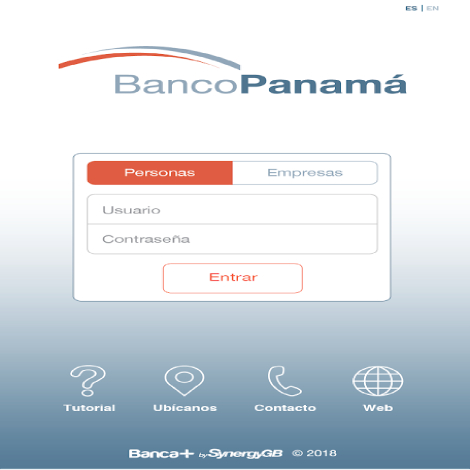 ES | EN
BancoPanamá
Personas Empresas
Usuario
Contraseña
Entrar
Tutorial Ubícanos Contacto Web
Banca+ by SynergyGB © 2018